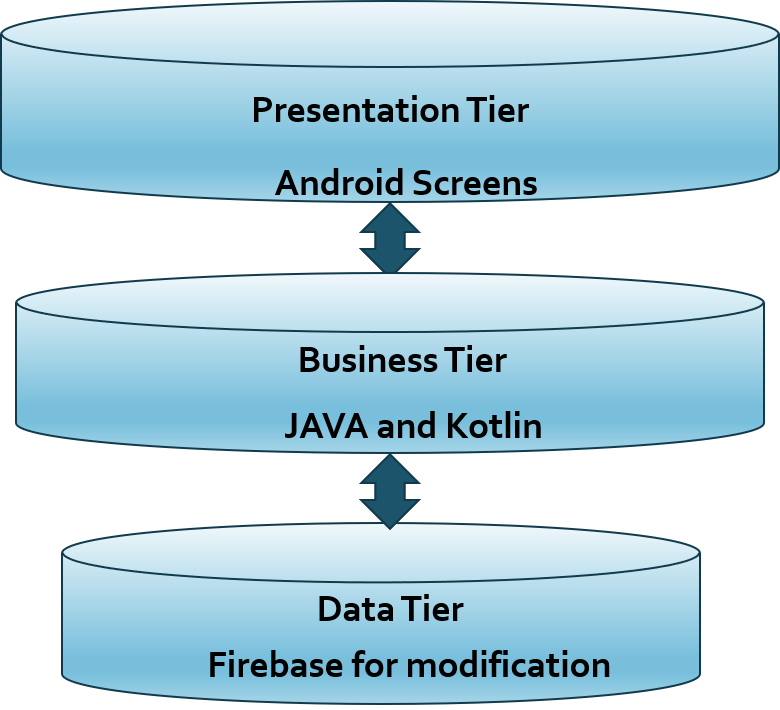 Presentation Tier
Android Screens
Business Tier
JAVA and Kotlin
Data Tier
Firebase for modification